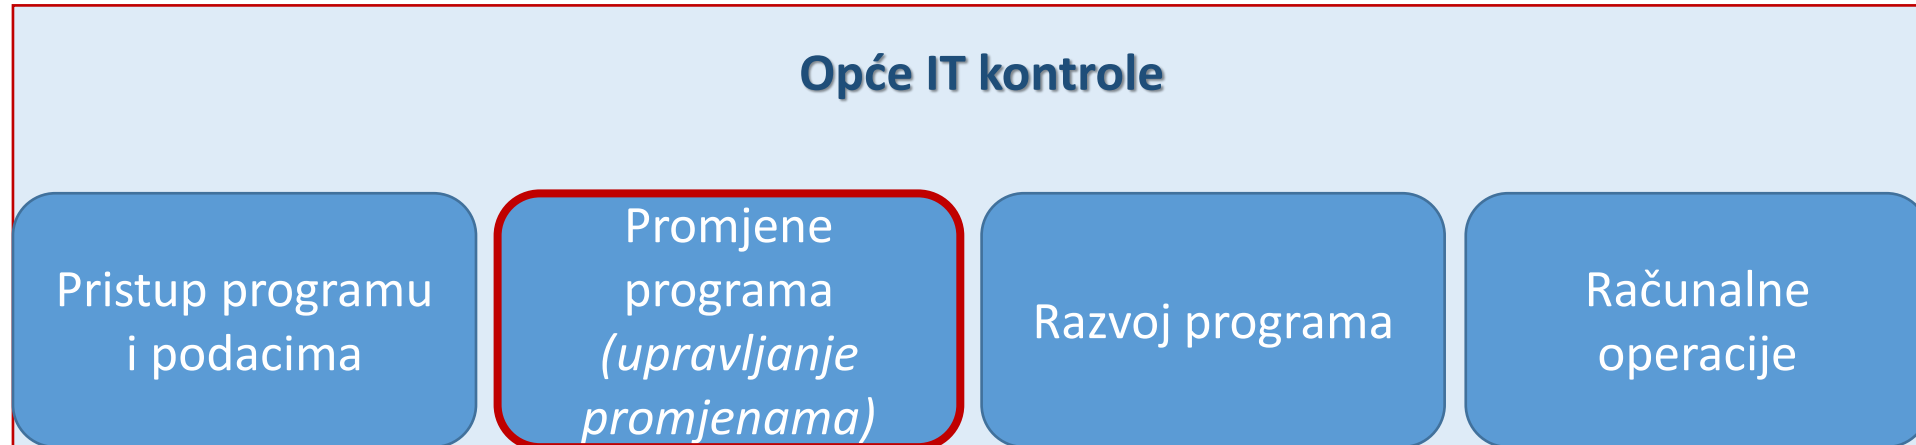 Opće IT kontrole
Pristup programu
i podacima
Promjene
programa
(upravljanje
promjenama)
Razvoj programa
Računalne
operacije